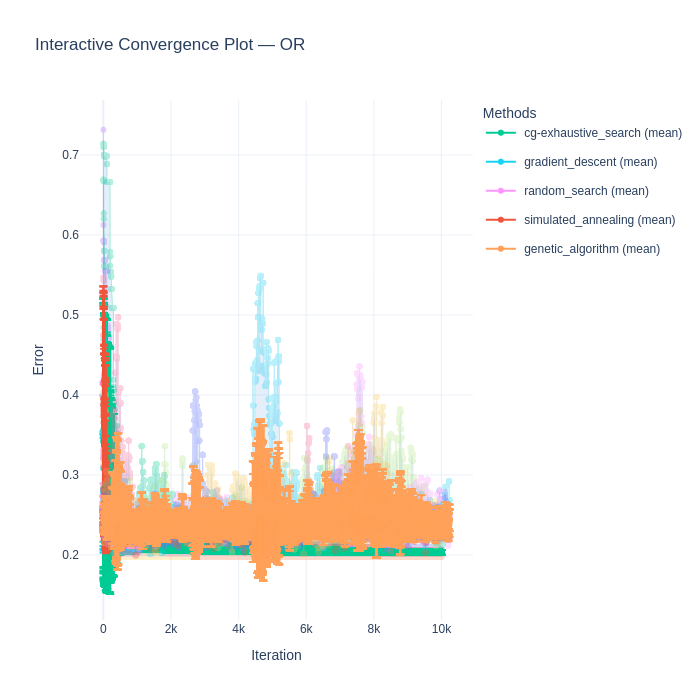 Interactive Convergence Plot — OR
Methods
cg-exhaustive_search (mean)
gradient_descent (mean)
random_search (mean)
simulated_annealing (mean)
genetic_algorithm (mean)
Error
0.7
0.6
0.5
0.4
0.3
0.2
0
2k
4k
6k
8k
10k
Iteration